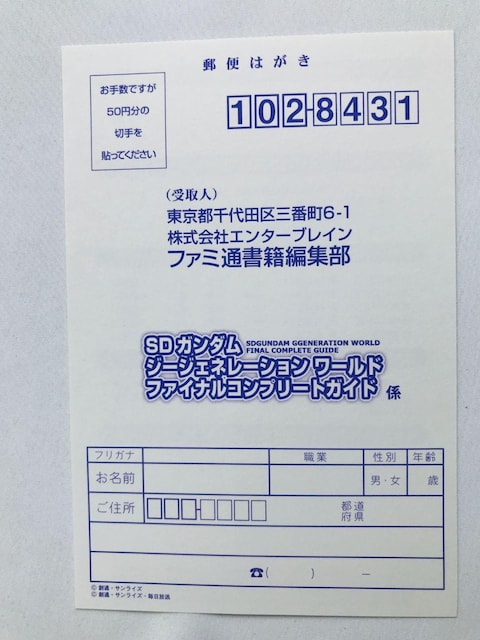 郵便はがき
お手数ですが
50円分の
切手を
貼ってください
102-8431
(受取人)
東京都千代田区三番町6-1
株式会社エンターブレイン
ファミ通書籍編集部
SDガンダム SDGUNDAM GGENERATION WORLD
FINAL COMPLETE GUIDE
ジージェネレーション ワールド
ファイナルコンプリートガイド 係
フリガナ 職業 性別 年齢
お名前 男・女 歳
ご住所 - 都道
府県
☎( ) ー
© 創通・サンライズ
© 創通・サンライズ・毎日放送